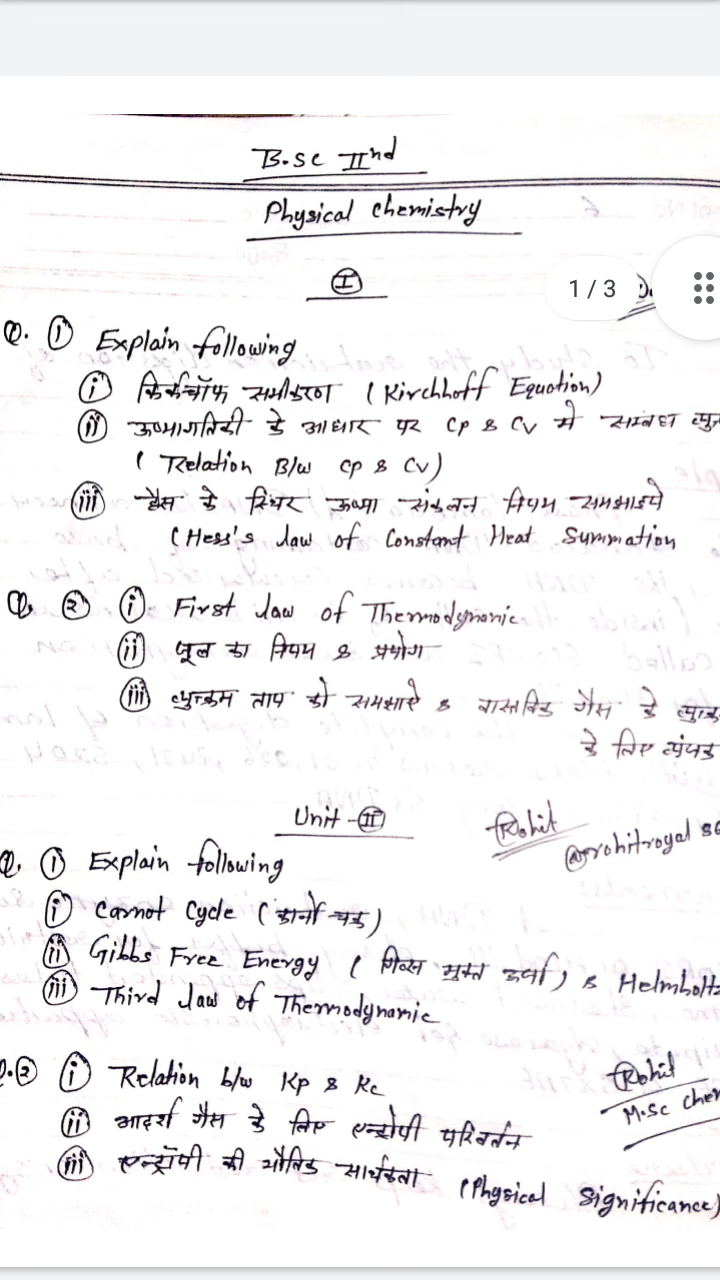 B.sc IInd
Physical chemistry
I
1 / 3
Q. 1 Explain following
i किर्कचॉफ समीकरण ( Kirchhoff Equation)
ii ऊष्मागतिकी के आधार पर Cp & Cv मे सम्बंध
( Relation B/w Cp & Cv)
iii हैस के स्थिर ऊष्मा संकलन नियम समझाइये
( Hess's law of Constant Heat Summation
Q. 2 i First law of Thermodynamic
ii जूल का नियम & प्रयोग
iii व्युत्क्रम ताप को समझाये & वास्तविक गैस के
के लिए
Unit - II
Rohit
@rohitroyal
Q. 1 Explain following
i Carnot Cycle ( कार्नो चक्र)
ii Gibbs Free Energy ( गिब्स मुक्त ऊर्जा) & Helmholtz
iii Third law of Thermodynamic
Q. 2 i Relation b/w Kp & Kc
Rohit
M.sc chem
ii आदर्श गैस के लिए एन्ट्रोपी परिवर्तन
iii एन्ट्रॉपी की भौतिक सार्थकता (Physical Significance)